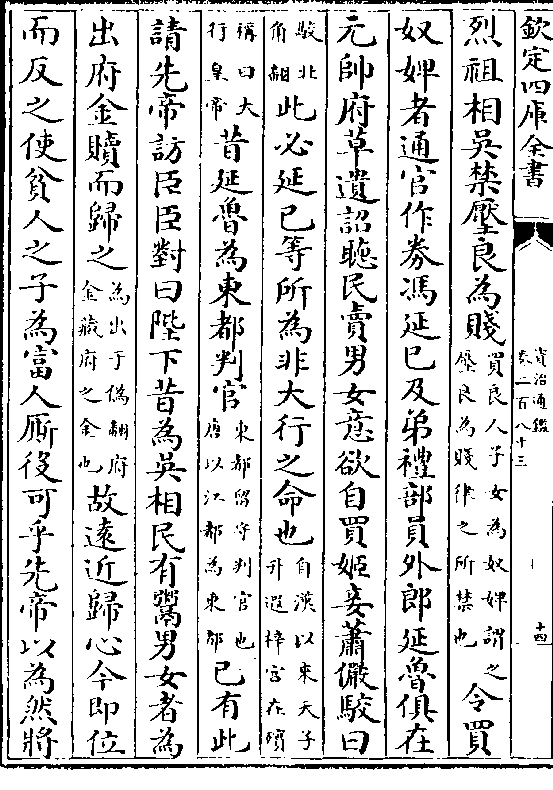 欽定四庫全書
資治通鑑
卷二百八十三
十四
烈祖相吳禁壓良為賤買良人子女為奴婢謂之壓良為賤律之所禁也令買
奴婢者通官作劵馮延巳及弟禮部員外郎延魯俱在
元帥府草遺詔聽民賣男女意欲自買姬妾蕭儼駮曰
駮北角翻此必延巳等所為非大行之命也自漢以來天子升遐梓宫在殯
稱曰大行皇帝昔延魯為東都判官東都留守判官也唐以江都為東都已有此
請先帝訪臣臣對曰陛下昔為吳相民有鬻男女者為
出府金贖而歸之為出于偽翻府金藏府之金也故遠近歸心今即位
而反之使貧人之子為富人厮役可乎先帝以為然將